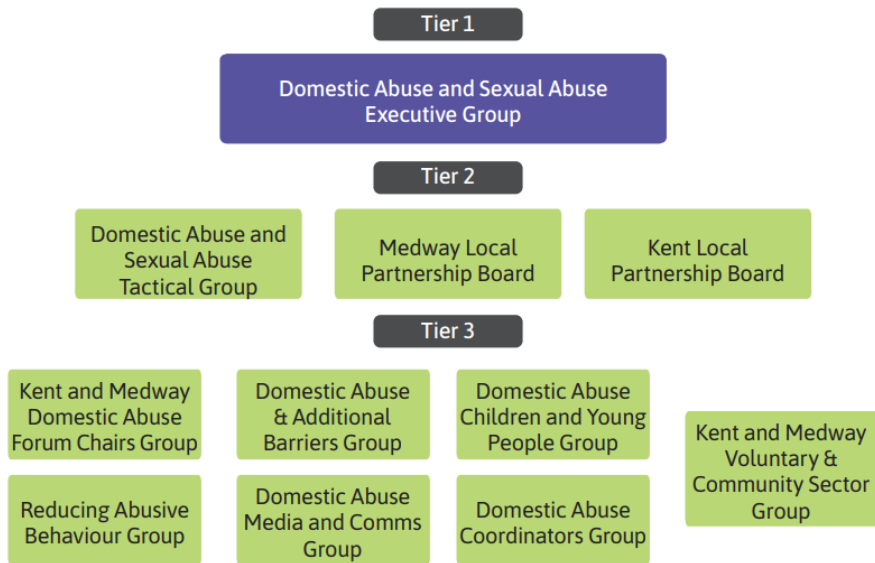 Tier 1
Domestic Abuse and Sexual Abuse
Executive Group
Tier 2
Domestic Abuse and
Sexual Abuse
Tactical Group
Medway Local
Partnership Board
Kent Local
Partnership Board
Tier 3
Kent and Medway
Domestic Abuse
Forum Chairs Group
Domestic Abuse
& Additional
Barriers Group
Domestic Abuse
Children and Young
People Group
Kent and Medway
Voluntary &
Community Sector
Group
Reducing Abusive
Behaviour Group
Domestic Abuse
Media and Comms
Group
Domestic Abuse
Coordinators Group